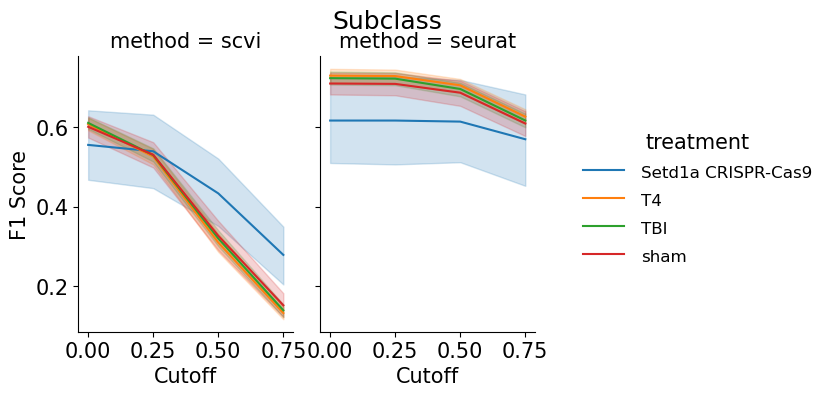 Subclass
method = scvi
method = seurat
F1 Score
0.6
0.4
0.2
0.00 0.25 0.50 0.75
0.00 0.25 0.50 0.75
Cutoff
Cutoff
treatment
Setd1a CRISPR-Cas9
T4
TBI
sham